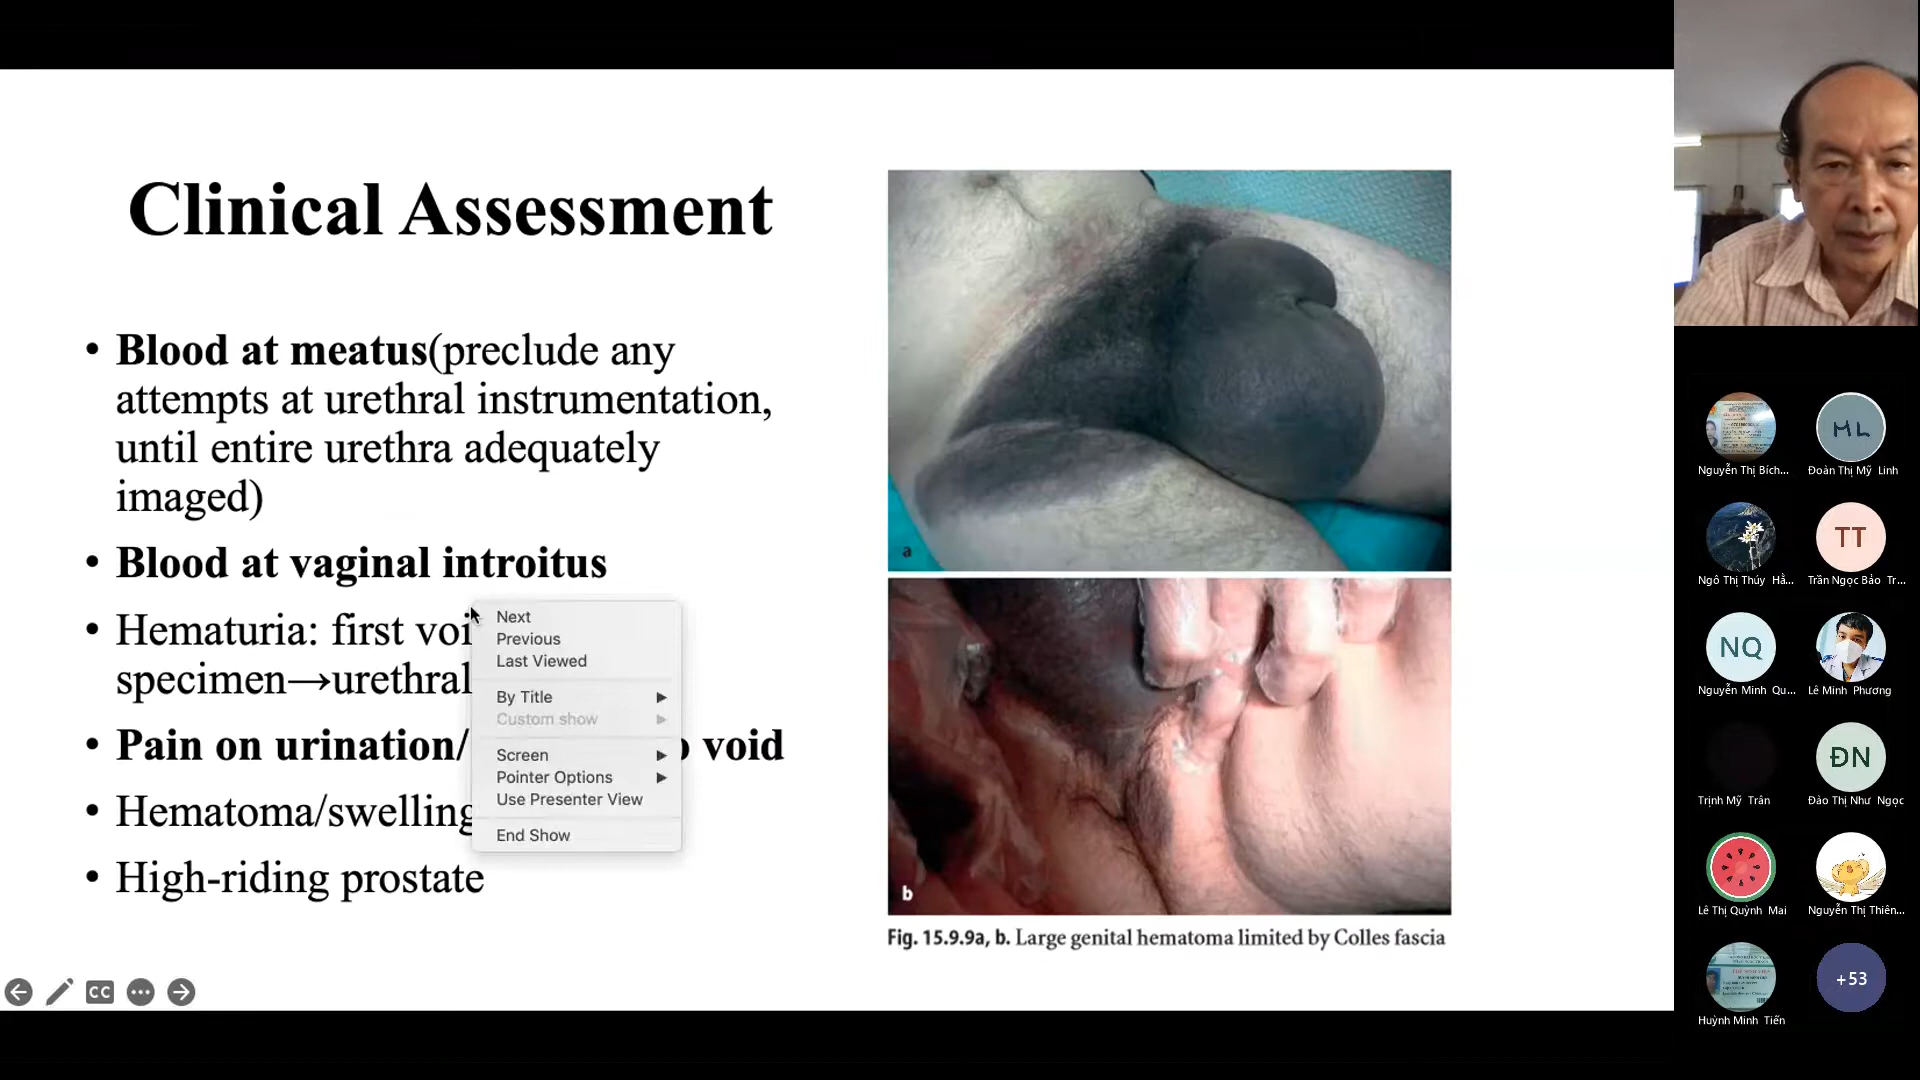 Clinical Assessment
• Blood at meatus(preclude any
attempts at urethral instrumentation,
until entire urethra adequately
imaged)
• Blood at vaginal introitus
• Hematuria: first voi
specimen→urethral
• Pain on urination/ void
• Hematoma/swelling
• High-riding prostate
Next
Previous
Last Viewed
By Title
Custom show
Screen
Pointer Options
Use Presenter View
End Show
a
b
Fig. 15.9.9a, b. Large genital hematoma limited by Colles fascia
CC
Nguyễn Thị Bích...
ML
Đoàn Thị Mỹ Linh
Ngô Thị Thúy Hằ...
TT
Trần Ngọc Bảo Tr...
NQ
Nguyễn Minh Qu...
Lê Minh Phương
Trịnh Mỹ Trân
ĐN
Đào Thị Như Ngọc
Lê Thị Quỳnh Mai
Nguyễn Thị Thiên...
Huỳnh Minh Tiến
+53